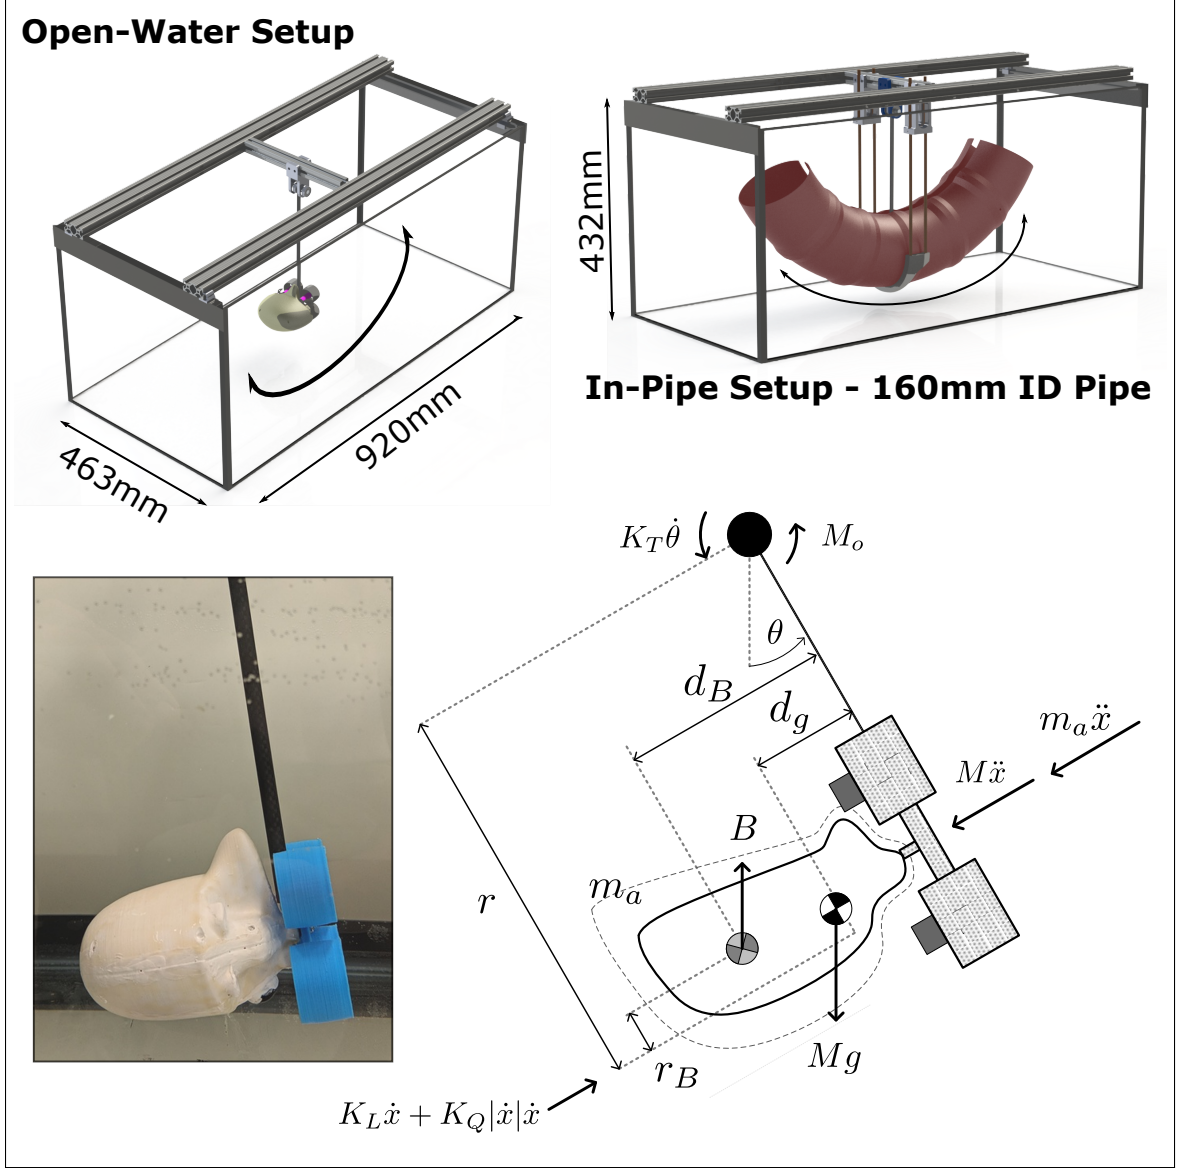 Open-Water Setup
432mm
In-Pipe Setup - 160mm ID Pipe
463mm
920mm
K_T θ̇
M_o
θ
d_B
d_g
m_a ẍ
Mẍ
B
m_a
r
r_B
Mg
K_L ẋ + K_Q|ẋ|ẋ